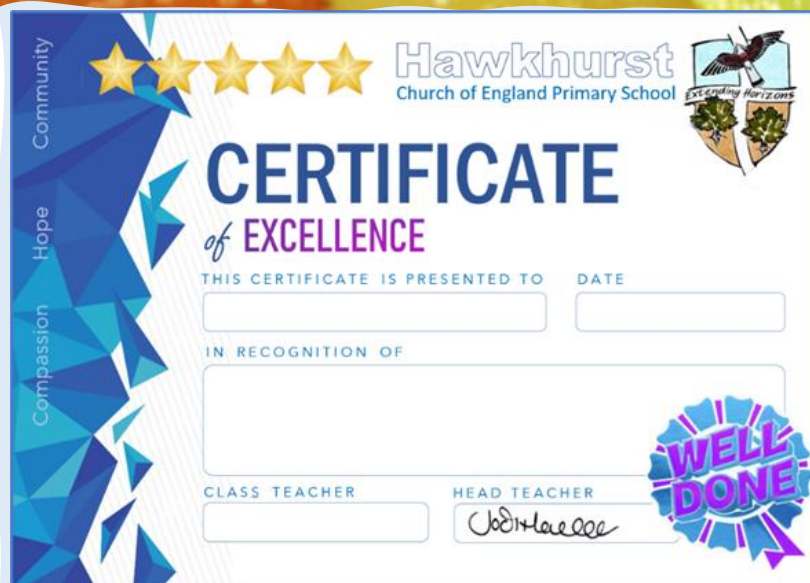 Community
Hope
Compassion
Hawkhurst
Church of England Primary School
Extending Horizons
CERTIFICATE
of EXCELLENCE
THIS CERTIFICATE IS PRESENTED TO
DATE
IN RECOGNITION OF
CLASS TEACHER
HEAD TEACHER
WELL
DONE